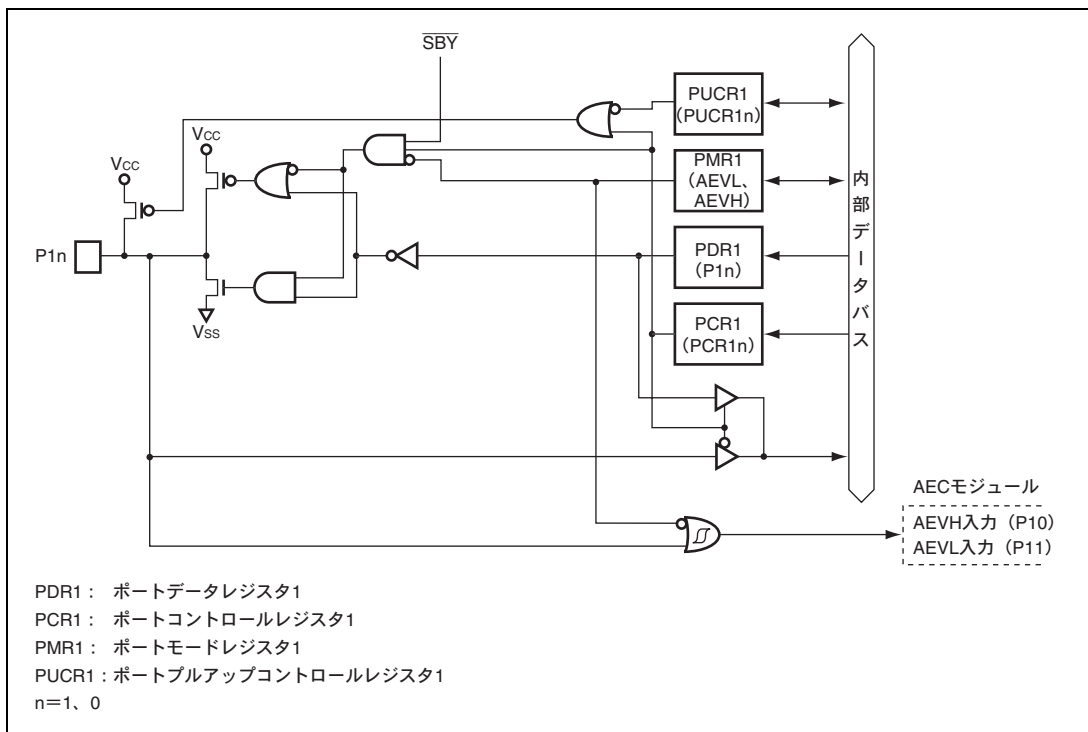 SBY
PUCR1
(PUCR1n)
VCC
VCC
PMR1
(AEVL、
AEVH)
内部データバス
P1n
PDR1
(P1n)
VSS
PCR1
(PCR1n)
AECモジュール
AEVH入力（P10）
AEVL入力（P11）
PDR1： ポートデータレジスタ1
PCR1： ポートコントロールレジスタ1
PMR1： ポートモードレジスタ1
PUCR1：ポートプルアップコントロールレジスタ1
n＝1、0